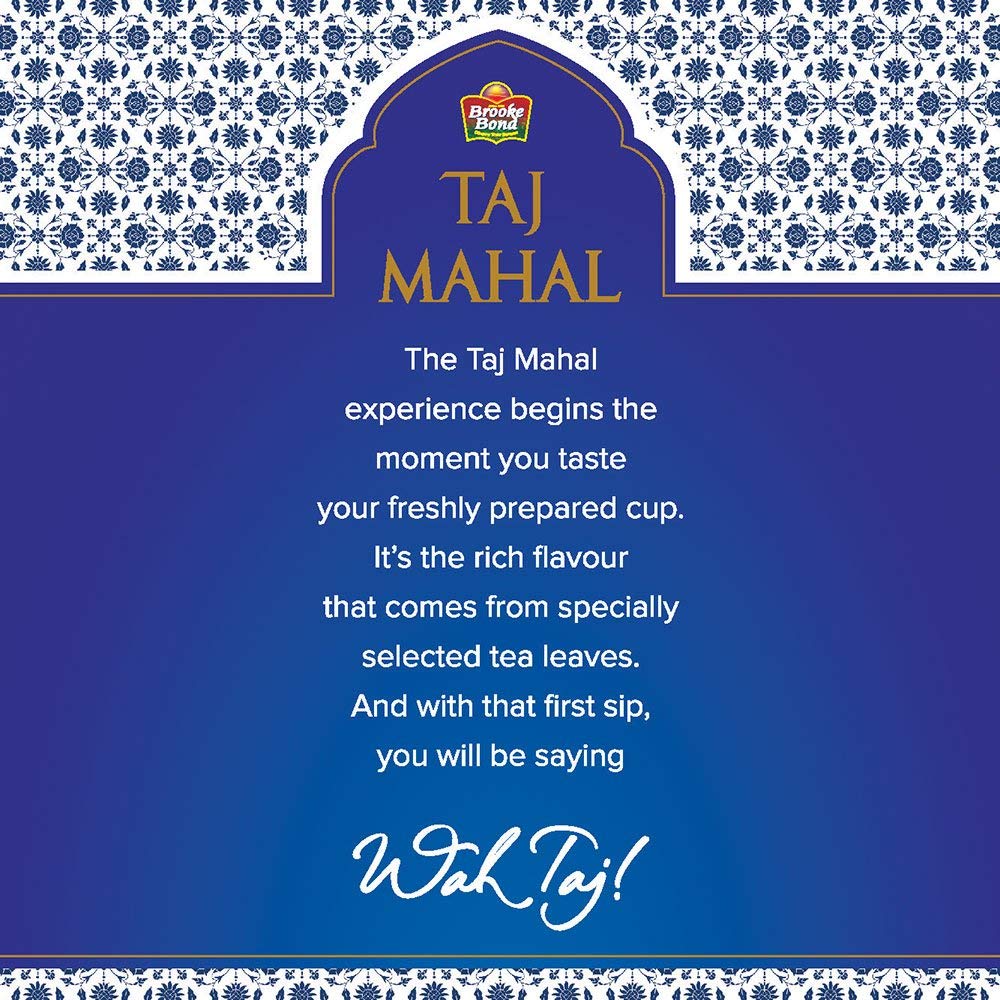 Brooke
Bond
TAJ
MAHAL
The Taj Mahal
experience begins the
moment you taste
your freshly prepared cup.
It's the rich flavour
that comes from specially
selected tea leaves.
And with that first sip,
you will be saying
Wah Taj!